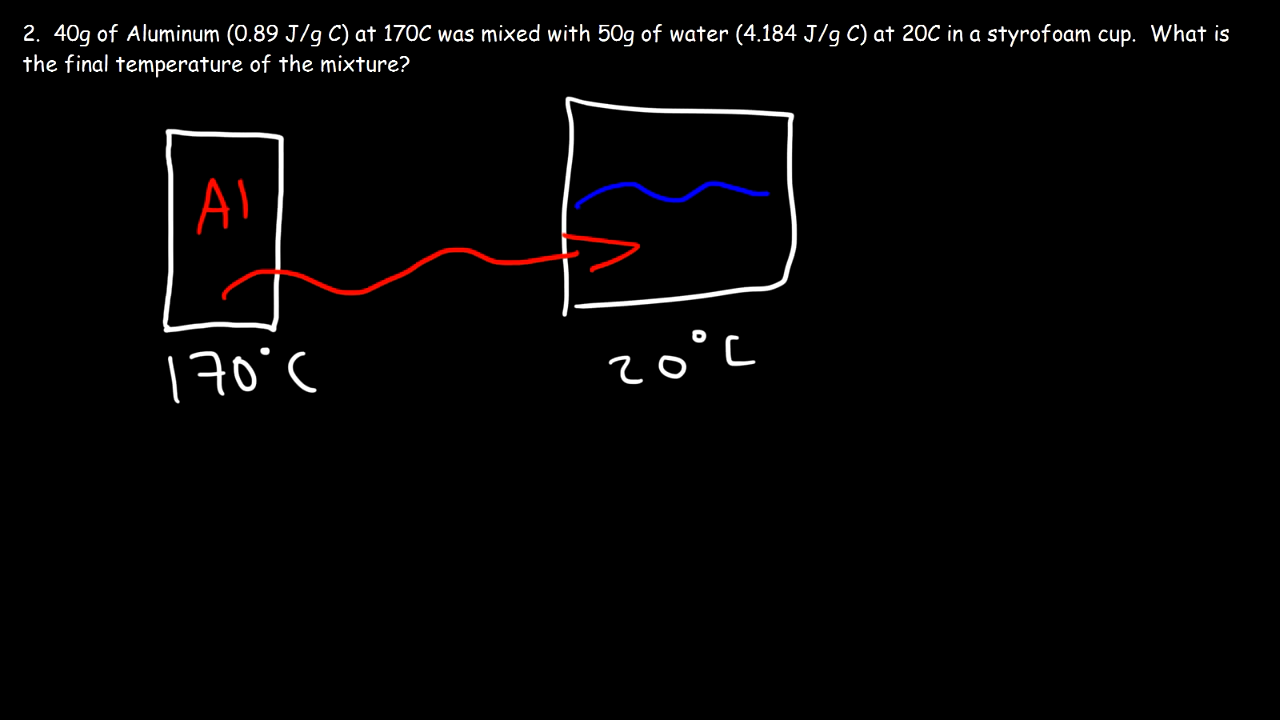 2. 40g of Aluminum (0.89 J/g C) at 170C was mixed with 50g of water (4.184 J/g C) at 20C in a styrofoam cup. What is
the final temperature of the mixture?
Al
170°C
20°C